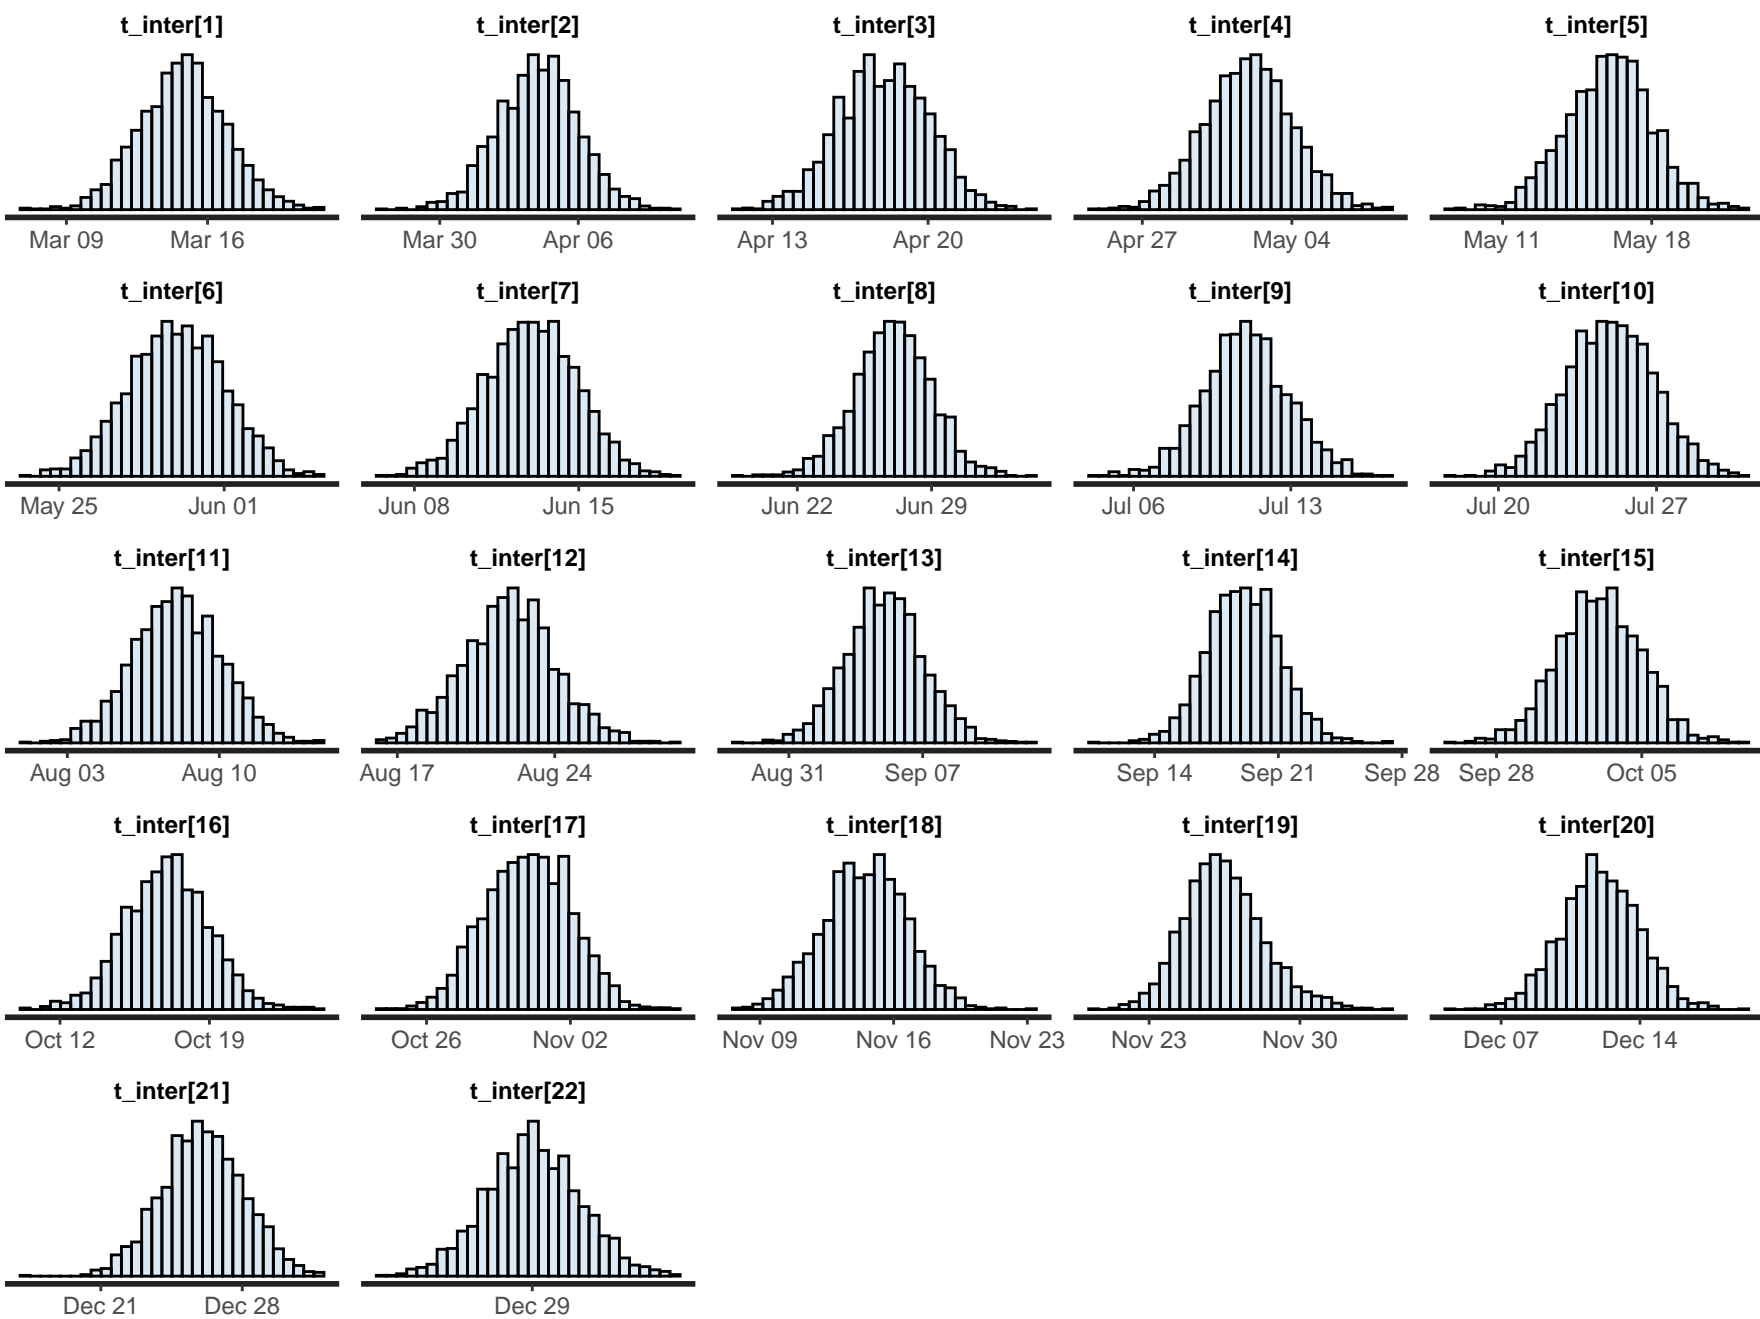 t_inter[1] t_inter[2] t_inter[3] t_inter[4] t_inter[5]
Mar 09 Mar 16 Mar 30 Apr 06 Apr 13 Apr 20 Apr 27 May 04 May 11 May 18
t_inter[6] t_inter[7] t_inter[8] t_inter[9] t_inter[10]
May 25 Jun 01 Jun 08 Jun 15 Jun 22 Jun 29 Jul 06 Jul 13 Jul 20 Jul 27
t_inter[11] t_inter[12] t_inter[13] t_inter[14] t_inter[15]
Aug 03 Aug 10 Aug 17 Aug 24 Aug 31 Sep 07 Sep 14 Sep 21 Sep 28 Sep 28 Oct 05
t_inter[16] t_inter[17] t_inter[18] t_inter[19] t_inter[20]
Oct 12 Oct 19 Oct 26 Nov 02 Nov 09 Nov 16 Nov 23 Nov 23 Nov 30 Dec 07 Dec 14
t_inter[21] t_inter[22]
Dec 21 Dec 28 Dec 29